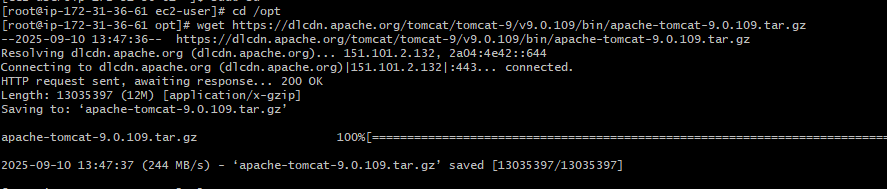 [root@ip-172-31-36-61 ec2-user]# cd /opt
[root@ip-172-31-36-61 opt]# wget https://dlcdn.apache.org/tomcat/tomcat-9/v9.0.109/bin/apache-tomcat-9.0.109.tar.gz
--2025-09-10 13:47:36-- https://dlcdn.apache.org/tomcat/tomcat-9/v9.0.109/bin/apache-tomcat-9.0.109.tar.gz
Resolving dlcdn.apache.org (dlcdn.apache.org)... 151.101.2.132, 2a04:4e42::644
Connecting to dlcdn.apache.org (dlcdn.apache.org)|151.101.2.132|:443... connected.
HTTP request sent, awaiting response... 200 OK
Length: 13035397 (12M) [application/x-gzip]
Saving to: ‘apache-tomcat-9.0.109.tar.gz’
apache-tomcat-9.0.109.tar.gz 100%[==========================================================================
2025-09-10 13:47:37 (244 MB/s) - ‘apache-tomcat-9.0.109.tar.gz’ saved [13035397/13035397]